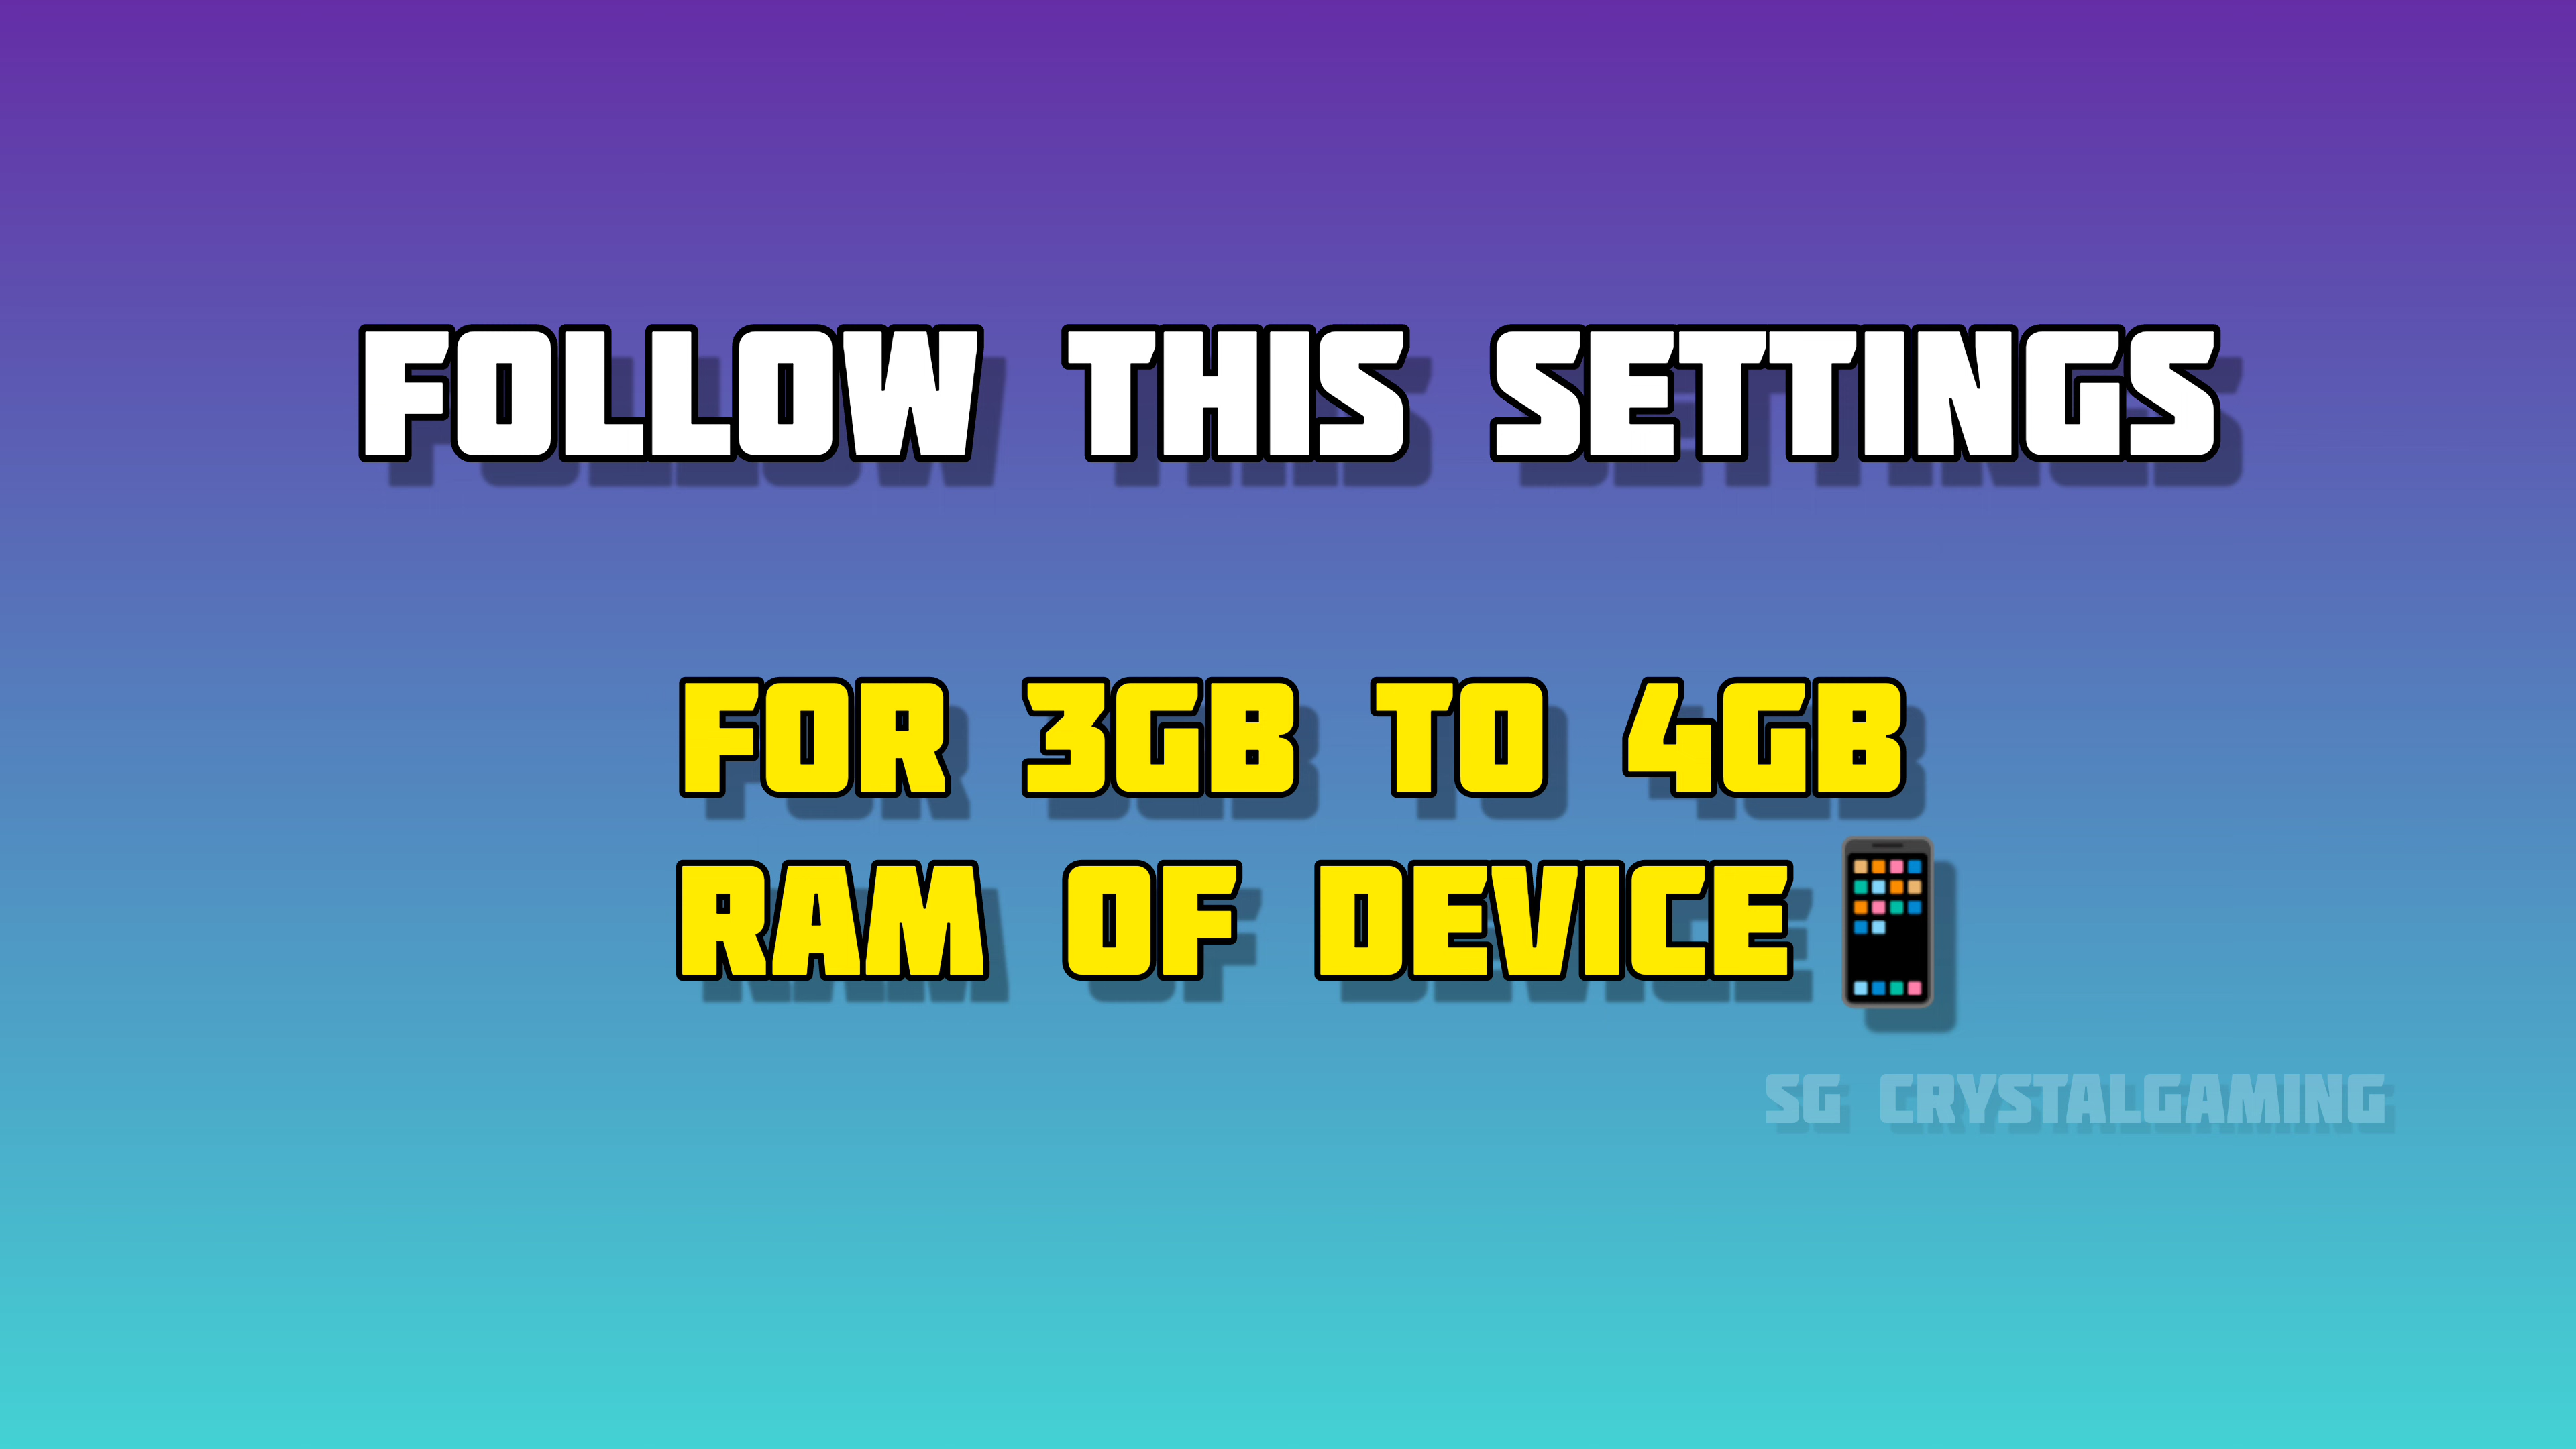 FOLLOW THIS SETTINGS
FOR 3GB TO 4GB
RAM OF DEVICE📱
SG CRYSTALGAMING